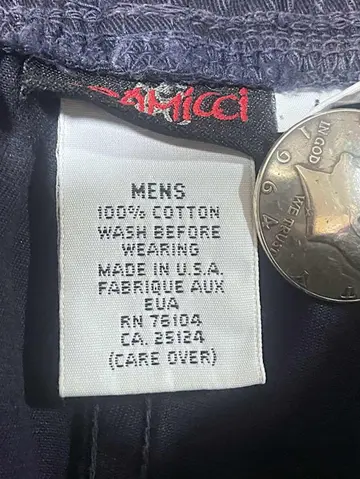 AMicci
MENS
100% COTTON
WASH BEFORE
WEARING
MADE IN U.S.A.
FABRIQUE AUX
EUA
RN 76104
CA. 25124
(CARE OVER)
IN GOD
WE TRUST
1964